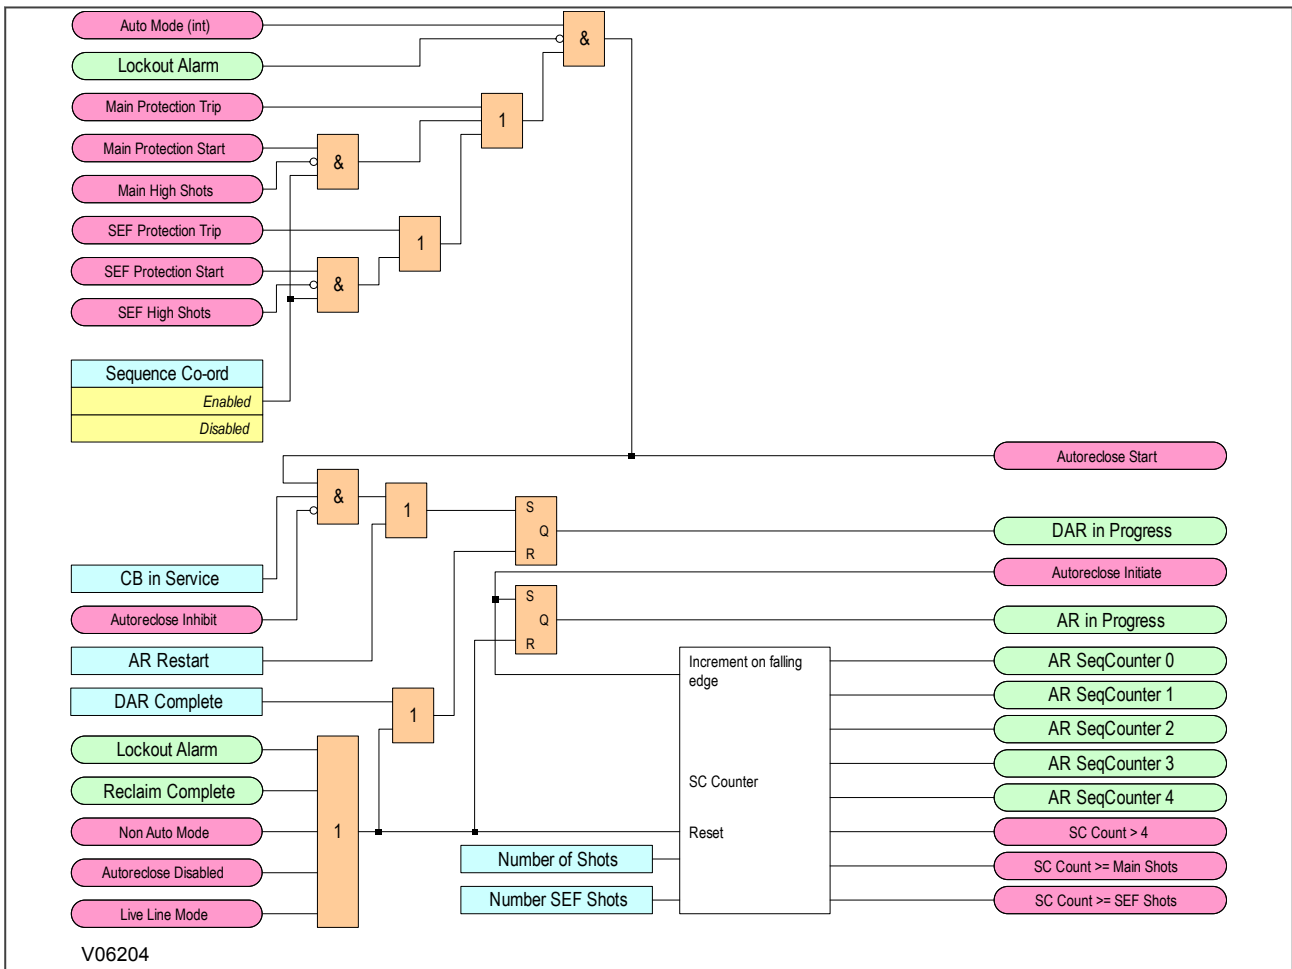 Auto Mode (int)
&
Lockout Alarm
Main Protection Trip
1
Main Protection Start
&
Main High Shots
SEF Protection Trip
1
SEF Protection Start
&
SEF High Shots
Sequence Co-ord
Enabled
Disabled
Autoreclose Start
&
1
S
Q
R
DAR in Progress
CB in Service
Autoreclose Initiate
Autoreclose Inhibit
S
Q
R
AR in Progress
AR Restart
Increment on falling
edge
AR SeqCounter 0
DAR Complete
1
AR SeqCounter 1
AR SeqCounter 2
Lockout Alarm
AR SeqCounter 3
Reclaim Complete
SC Counter
AR SeqCounter 4
Non Auto Mode
1
Reset
SC Count > 4
Number of Shots
SC Count >= Main Shots
Autoreclose Disabled
Number SEF Shots
SC Count >= SEF Shots
Live Line Mode
V06204